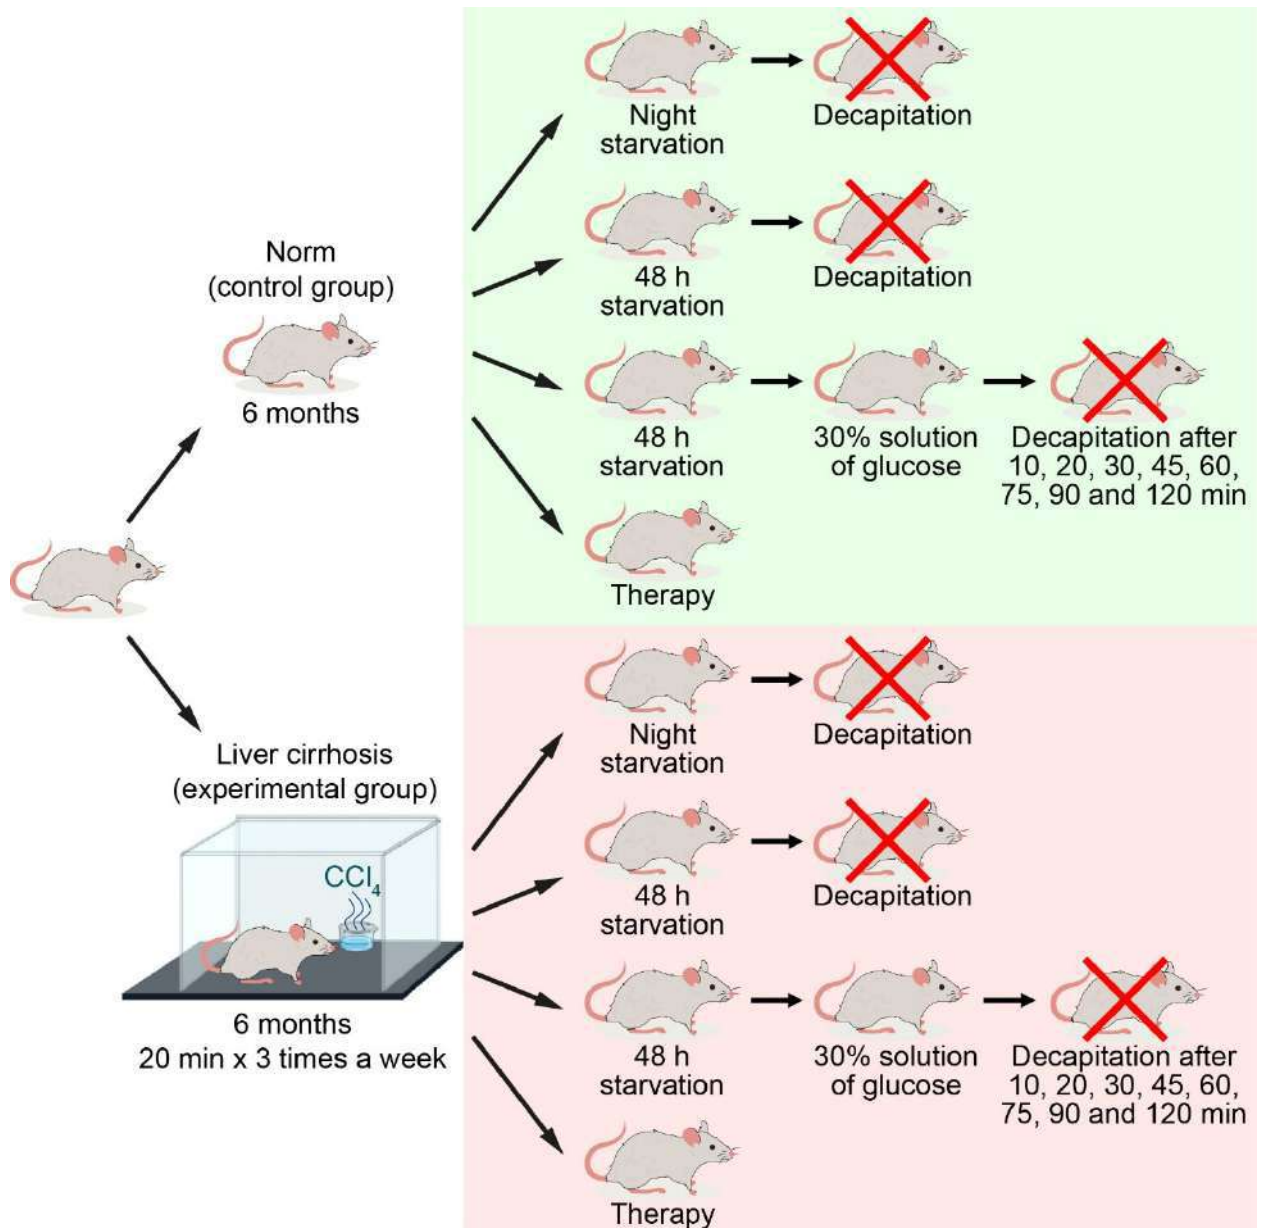 Night
starvation
Decapitation
48 h
starvation
Decapitation
Norm
(control group)
6 months
48 h
starvation
30% solution
of glucose
Decapitation after
10, 20, 30, 45, 60,
75, 90 and 120 min
Therapy
Liver cirrhosis
(experimental group)
CCl4
6 months
20 min x 3 times a week
Night
starvation
Decapitation
48 h
starvation
Decapitation
48 h
starvation
30% solution
of glucose
Decapitation after
10, 20, 30, 45, 60,
75, 90 and 120 min
Therapy